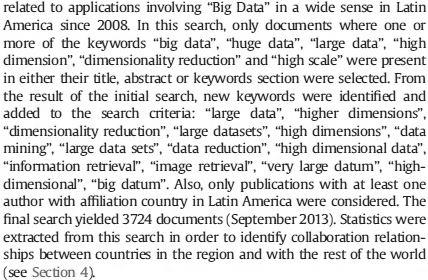 related to applications involving “Big Data” in a wide sense in Latin
America since 2008. In this search, only documents where one or
more of the keywords “big data”, “huge data”, “large data”, “high
dimension”, “dimensionality reduction” and “high scale” were present
in either their title, abstract or keywords section were selected. From
the result of the initial search, new keywords were identified and
added to the search criteria: “large data”, “higher dimensions”,
“dimensionality reduction”, “large datasets”, “high dimensions”, “data
mining”, “large data sets”, “data reduction”, “high dimensional data”,
“information retrieval”, “image retrieval”, “very large datum”, “high-
dimensional”, “big datum”. Also, only publications with at least one
author with affiliation country in Latin America were considered. The
final search yielded 3724 documents (September 2013). Statistics were
extracted from this search in order to identify collaboration relation-
ships between countries in the region and with the rest of the world
(see Section 4).